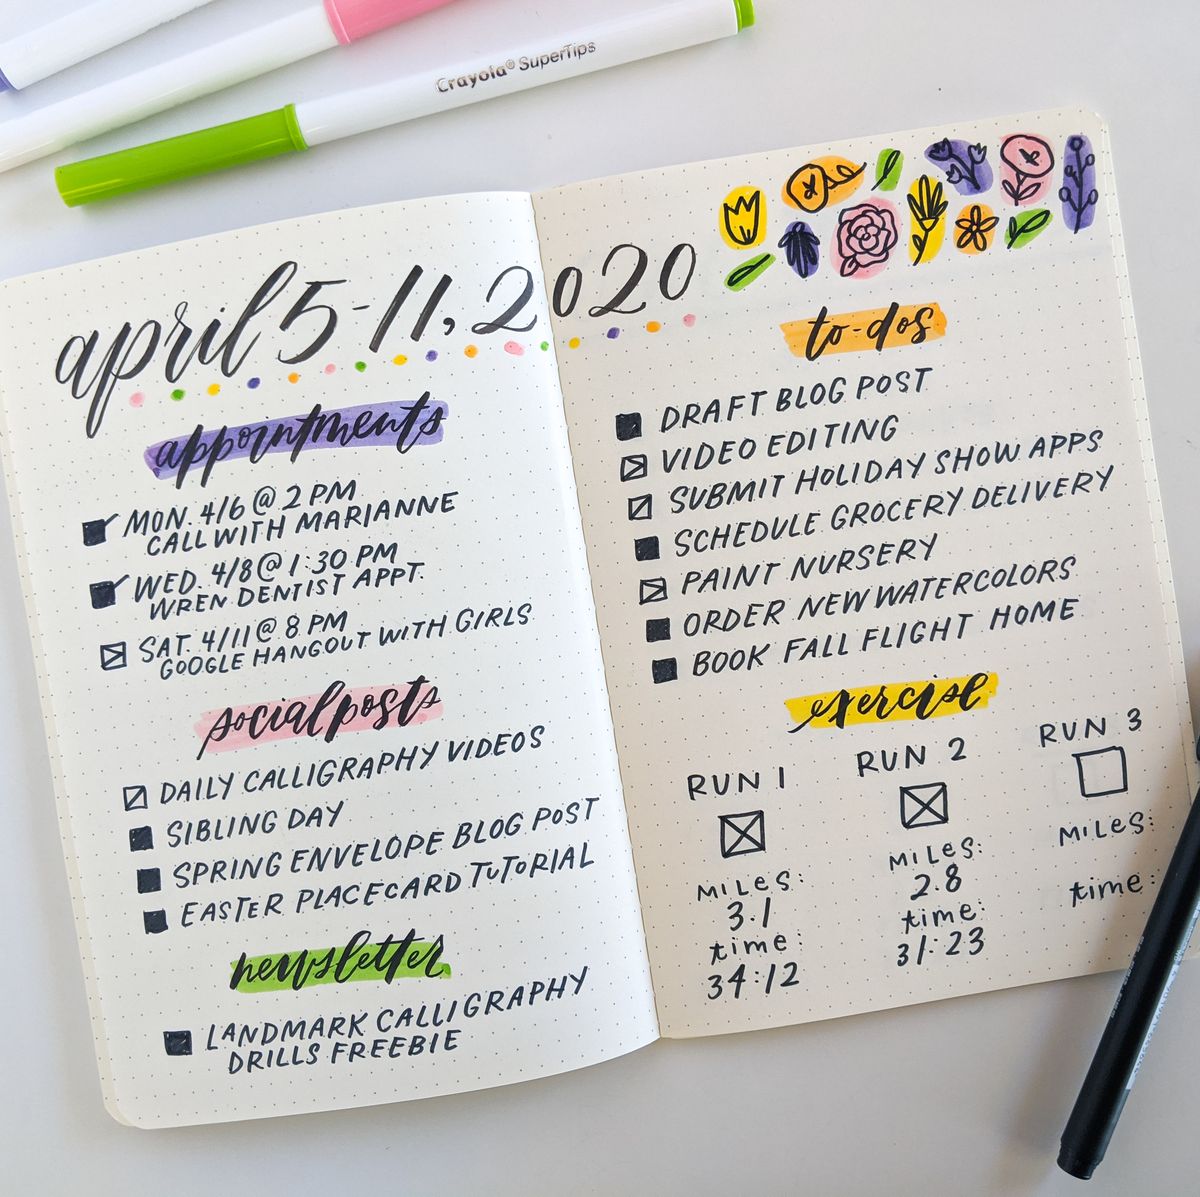 Crayola® SuperTips
april 5-11, 2020
appointments
MON. 4/6 @ 2 PM
CALL WITH MARIANNE
WED. 4/8 @ 1:30 PM
WREN DENTIST APPT.
SAT. 4/11 @ 8 PM
GOOGLE HANGOUT WITH GIRLS
social posts
DAILY CALLIGRAPHY VIDEOS
SIBLING DAY
SPRING ENVELOPE BLOG POST
EASTER PLACECARD TUTORIAL
newsletter
LANDMARK CALLIGRAPHY
DRILLS FREEBIE
to-dos
DRAFT BLOG POST
VIDEO EDITING
SUBMIT HOLIDAY SHOW APPS
SCHEDULE GROCERY DELIVERY
PAINT NURSERY
ORDER NEW WATERCOLORS
BOOK FALL FLIGHT HOME
exercise
RUN 1
MILES:
3.1
time:
34:12
RUN 2
MILES:
2.8
time:
31:23
RUN 3
MILES:
time: